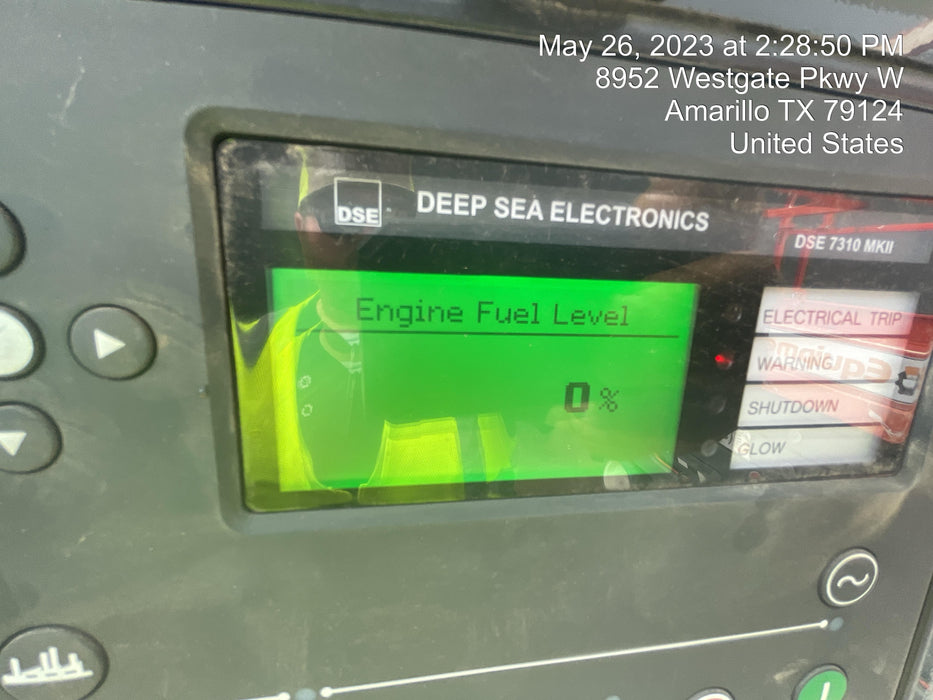 May 26, 2023 at 2:28:50 PM
8952 Westgate Pkwy W
Amarillo TX 79124
United States
DSE
DEEP SEA ELECTRONICS
DSE 7310 MKII
Engine Fuel Level
0 %
ELECTRICAL TRIP
WARNING
SHUTDOWN
GLOW